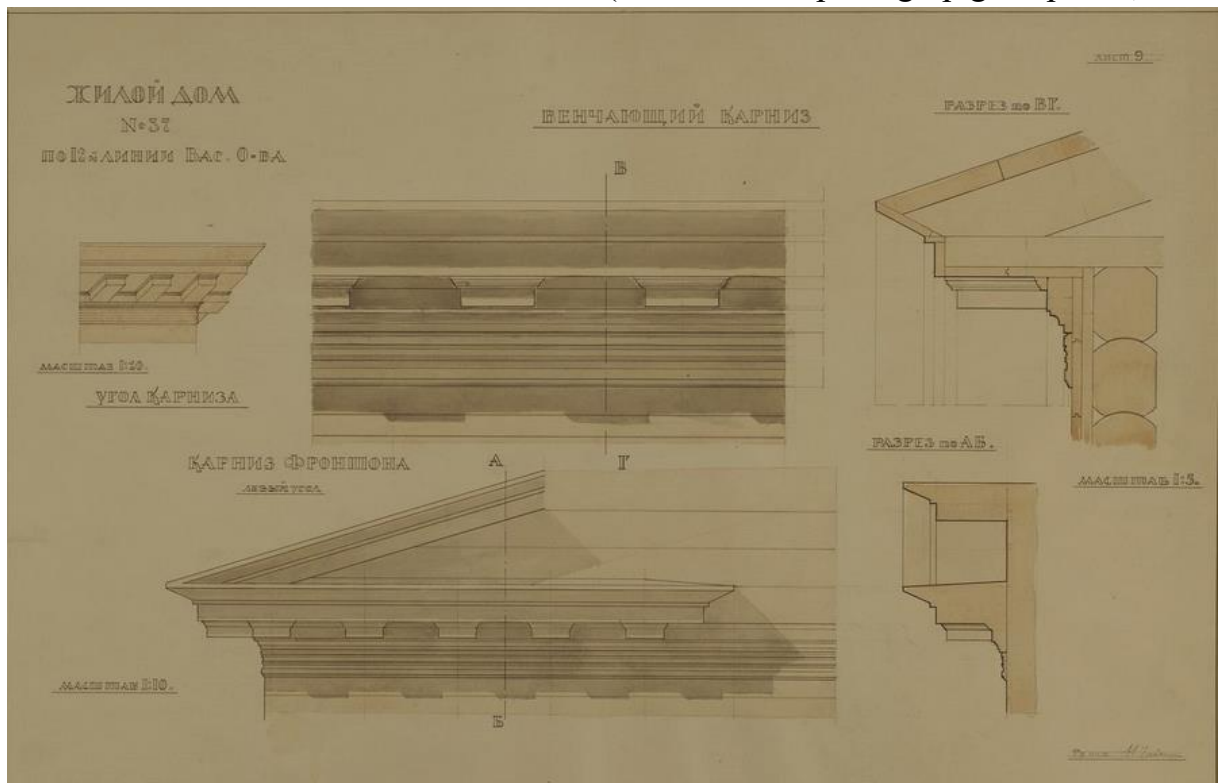 лист 9
ЖИЛОЙ ДОМ
№ 37
по 12й линии Вас. О-ва
ВЕНЧАЮЩИЙ КАРНИЗ
РАЗРЕЗ по ВГ.
В
масштаб 1:10.
УГОЛ КАРНИЗА
КАРНИЗ ФРОНТОНА
левый угол
А
Г
РАЗРЕЗ по АБ.
масштаб 1:5.
масштаб 1:10.
Б